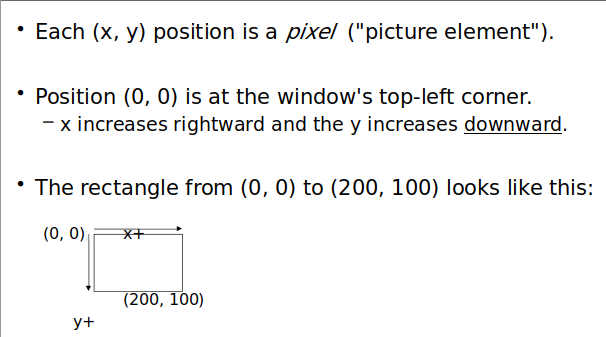 • Each (x, y) position is a pixel ("picture element").
• Position (0, 0) is at the window's top-left corner.
– x increases rightward and the y increases downward.
• The rectangle from (0, 0) to (200, 100) looks like this:
(0, 0) x+
(200, 100)
y+